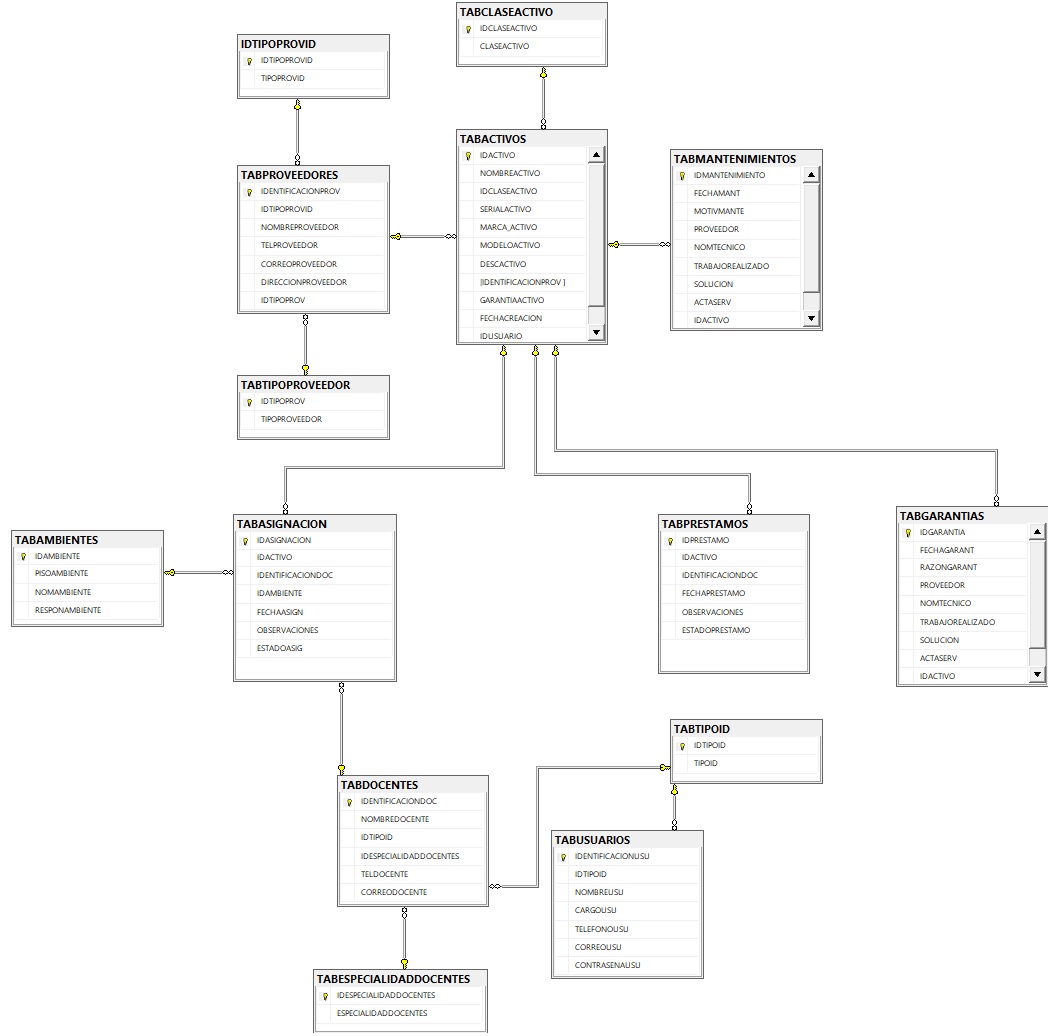 TABCLASEACTIVO
IDCLASEACTIVO
CLASEACTIVO
IDTIPOPROVID
IDTIPOPROVID
TIPOPROVID
TABACTIVOS
IDACTIVO
NOMBREACTIVO
IDCLASEACTIVO
SERIALACTIVO
MARCA_ACTIVO
MODELOACTIVO
DESCACTIVO
[IDENTIFICACIONPROV ]
GARANTIAACTIVO
FECHACREACION
IDUSUARIO
TABMANTENIMIENTOS
IDMANTENIMIENTO
FECHAMANT
MOTIVMANTE
PROVEEDOR
NOMTECNICO
TRABAJOREALIZADO
SOLUCION
ACTASERV
IDACTIVO
TABPROVEEDORES
IDENTIFICACIONPROV
IDTIPOPROVID
NOMBREPROVEEDOR
TELPROVEEDOR
CORREOPROVEEDOR
DIRECCIONPROVEEDOR
IDTIPOPROV
TABTIPOPROVEEDOR
IDTIPOPROV
TIPOPROVEEDOR
TABAMBIENTES
IDAMBIENTE
PISOAMBIENTE
NOMAMBIENTE
RESPONAMBIENTE
TABASIGNACION
IDASIGNACION
IDACTIVO
IDENTIFICACIONDOC
IDAMBIENTE
FECHAASIGN
OBSERVACIONES
ESTADOASIG
TABPRESTAMOS
IDPRESTAMO
IDACTIVO
IDENTIFICACIONDOC
FECHAPRESTAMO
OBSERVACIONES
ESTADOPRESTAMO
TABGARANTIAS
IDGARANTIA
FECHAGARANT
RAZONGARANT
PROVEEDOR
NOMTECNICO
TRABAJOREALIZADO
SOLUCION
ACTASERV
IDACTIVO
TABTIPOID
IDTIPOID
TIPOID
TABDOCENTES
IDENTIFICACIONDOC
NOMBREDOCENTE
IDTIPOID
IDESPECIALIDADDOCENTES
TELDOCENTE
CORREODOCENTE
TABUSUARIOS
IDENTIFICACIONUSU
IDTIPOID
NOMBREUSU
CARGOUSU
TELEFONOUSU
CORREOUSU
CONTRASENAUSU
TABESPECIALIDADDOCENTES
IDESPECIALIDADDOCENTES
ESPECIALIDADDOCENTES